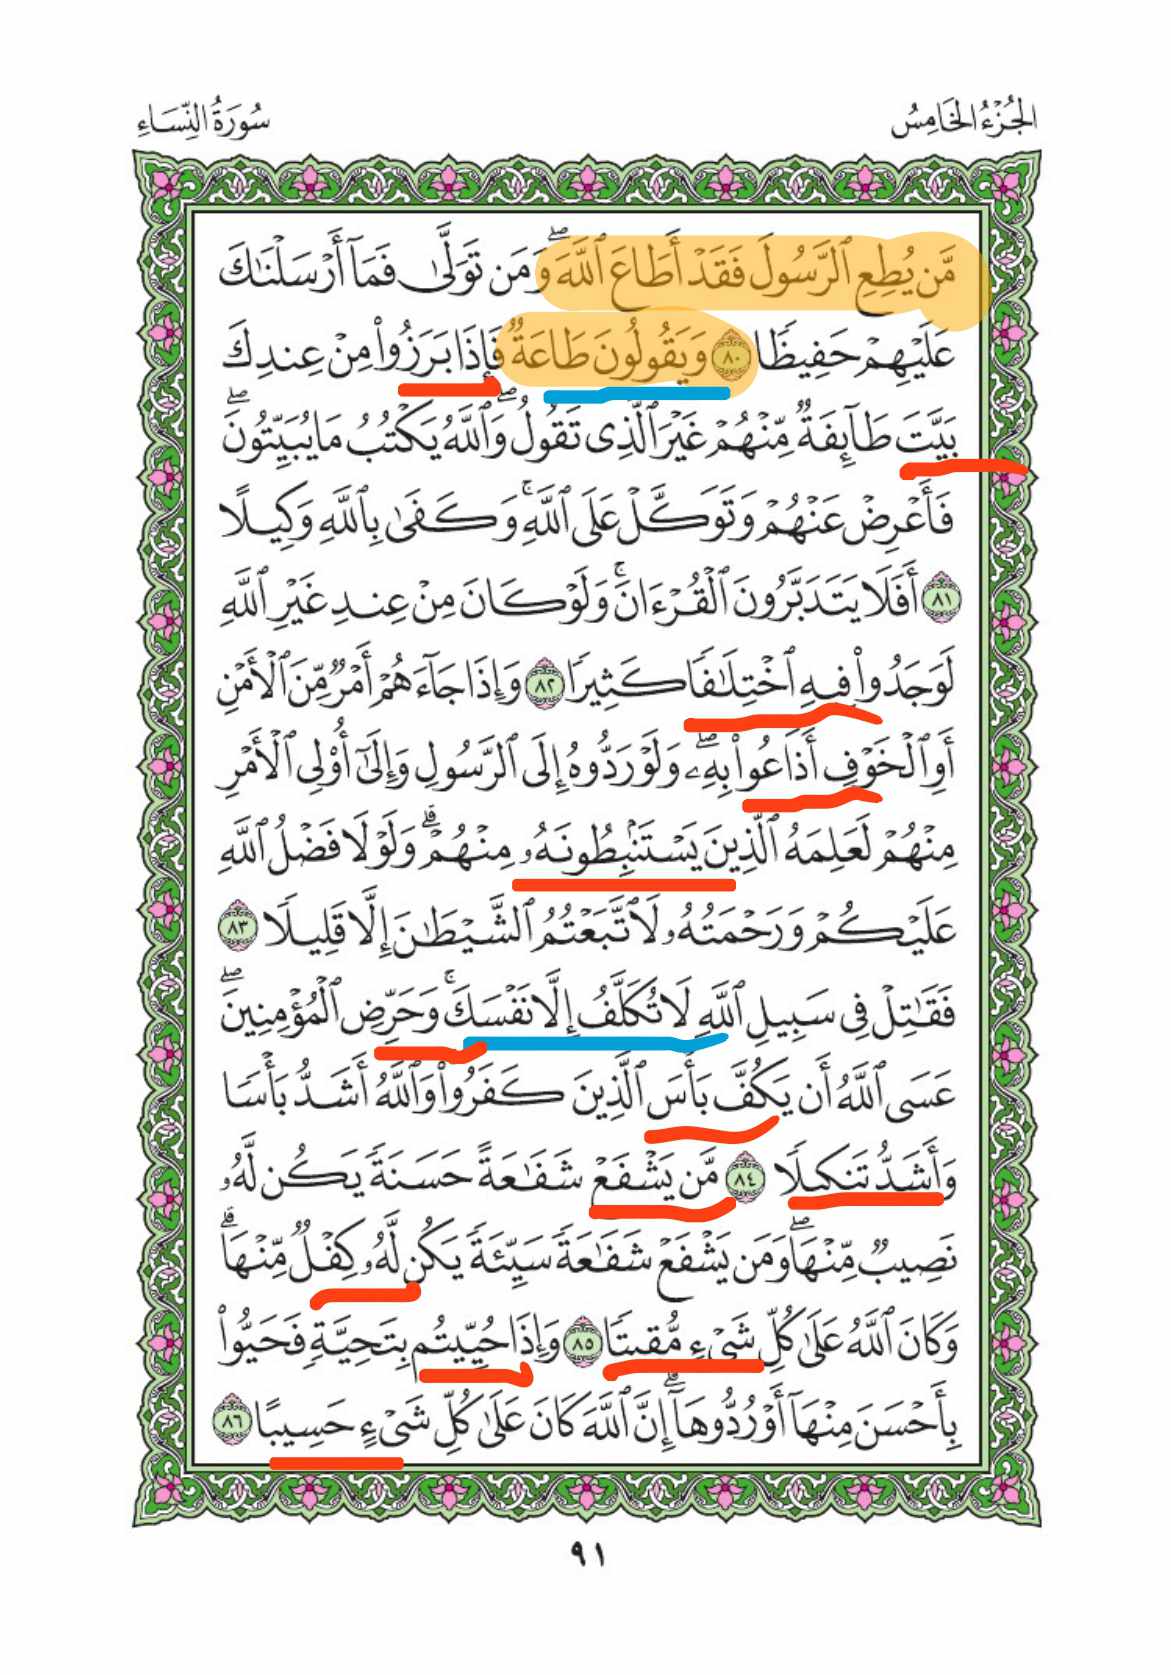 الجُزْءُ الخَامِسُ
سُورَةُ النِّسَاءِ
مَّن يُطِعِ ٱلرَّسُولَ فَقَدْ أَطَاعَ ٱللَّهَۖ وَمَن تَوَلَّىٰ فَمَآ أَرْسَلْنَٰكَ
عَلَيْهِمْ حَفِيظًا ٨٠ وَيَقُولُونَ طَاعَةٌ فَإِذَا بَرَزُوا۟ مِنْ عِندِكَ
بَيَّتَ طَآئِفَةٌ مِّنْهُمْ غَيْرَ ٱلَّذِى تَقُولُۖ وَٱللَّهُ يَكْتُبُ مَا يُبَيِّتُونَۖ
فَأَعْرِضْ عَنْهُمْ وَتَوَكَّلْ عَلَى ٱللَّهِۚ وَكَفَىٰ بِٱللَّهِ وَكِيلًا
٨١ أَفَلَا يَتَدَبَّرُونَ ٱلْقُرْءَانَۚ وَلَوْ كَانَ مِنْ عِندِ غَيْرِ ٱللَّهِ
لَوَجَدُوا۟ فِيهِ ٱخْتِلَٰفًا كَثِيرًا ٨٢ وَإِذَا جَآءَهُمْ أَمْرٌ مِّنَ ٱلْأَمْنِ
أَوِ ٱلْخَوْفِ أَذَاعُوا۟ بِهِۦۖ وَلَوْ رَدُّوهُ إِلَى ٱلرَّسُولِ وَإِلَىٰٓ أُو۟لِى ٱلْأَمْرِ
مِنْهُمْ لَعَلِمَهُ ٱلَّذِينَ يَسْتَنۢبِطُونَهُۥ مِنْهُمْۗ وَلَوْلَا فَضْلُ ٱللَّهِ
عَلَيْكُمْ وَرَحْمَتُهُۥ لَٱتَّبَعْتُمُ ٱلشَّيْطَٰنَ إِلَّا قَلِيلًا ٨٣
فَقَٰتِلْ فِى سَبِيلِ ٱللَّهِ لَا تُكَلَّفُ إِلَّا نَفْسَكَۚ وَحَرِّضِ ٱلْمُؤْمِنِينَۖ
عَسَى ٱللَّهُ أَن يَكُفَّ بَأْسَ ٱلَّذِينَ كَفَرُوا۟ۚ وَٱللَّهُ أَشَدُّ بَأْسًا
وَأَشَدُّ تَنكِيلًا ٨٤ مَّن يَشْفَعْ شَفَٰعَةً حَسَنَةً يَكُن لَّهُۥ
نَصِيبٌ مِّنْهَاۖ وَمَن يَشْفَعْ شَفَٰعَةً سَيِّئَةً يَكُن لَّهُۥ كِفْلٌ مِّنْهَاۗ
وَكَانَ ٱللَّهُ عَلَىٰ كُلِّ شَىْءٍ مُّقِيتًا ٨٥ وَإِذَا حُيِّيتُم بِتَحِيَّةٍ فَحَيُّوا۟
بِأَحْسَنَ مِنْهَآ أَوْ رُدُّوهَآۗ إِنَّ ٱللَّهَ كَانَ عَلَىٰ كُلِّ شَىْءٍ حَسِيبًا ٨٦
٩١